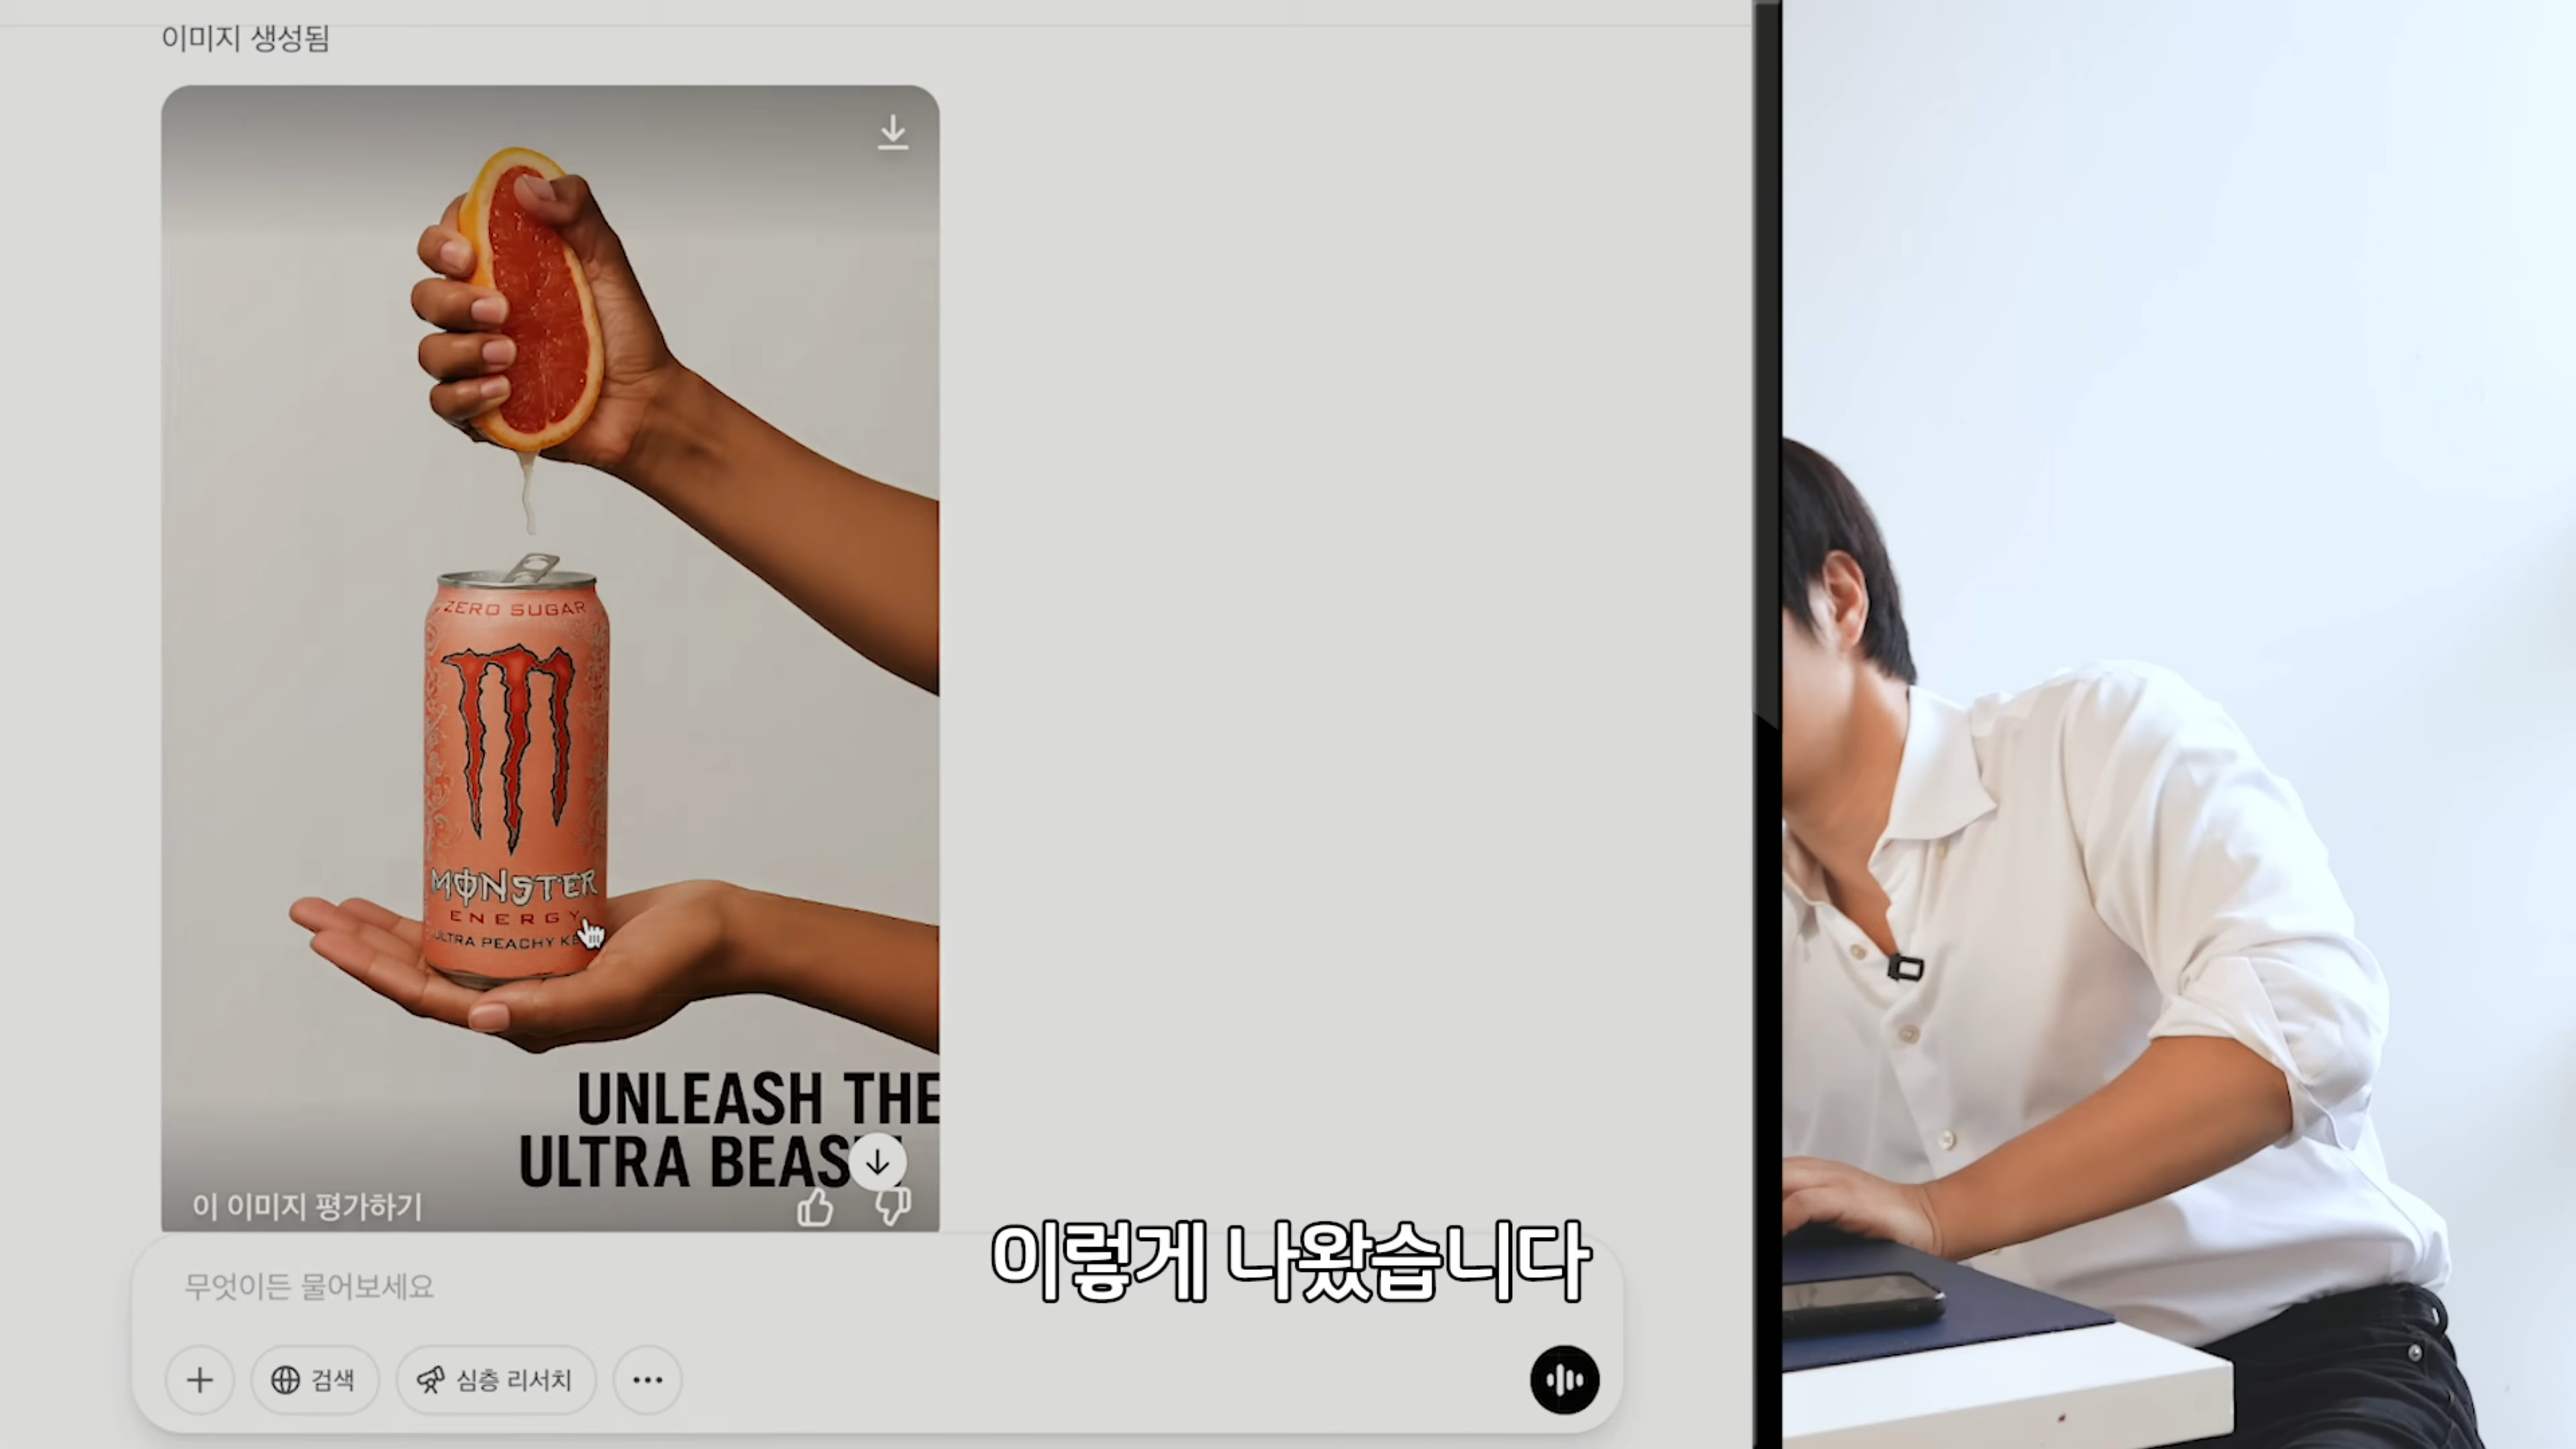 이미지 생성됨
ZERO SUGAR
MONSTER
ENERGY
ULTRA PEACHY
UNLEASH THE
ULTRA BEAS
이 이미지 평가하기
이렇게 나왔습니다
무엇이든 물어보세요
검색
심층 리서치